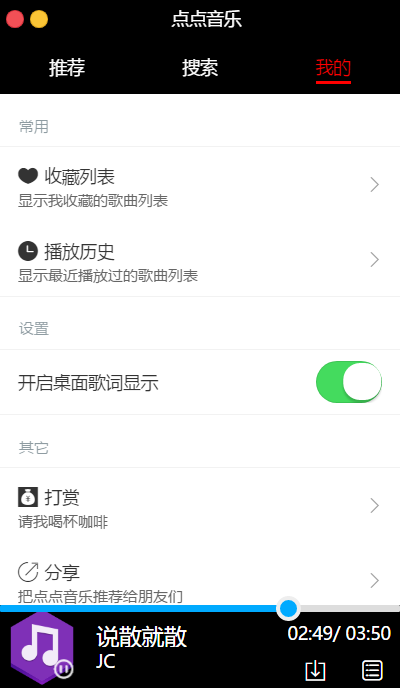 点点音乐
推荐 搜索 我的
常用
收藏列表
显示我收藏的歌曲列表
播放历史
显示最近播放过的歌曲列表
设置
开启桌面歌词显示
其它
打赏
请我喝杯咖啡
分享
把点点音乐推荐给朋友们
说散就散
02:49/ 03:50
JC